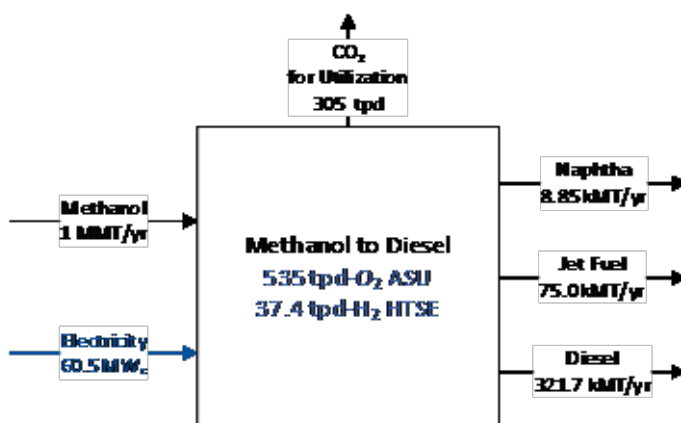 CO₂
for Utilization
305 tpd
Methanol
1 MMT/yr
Methanol to Diesel
535 tpd-O₂ ASU
37.4 tpd-H₂ HTSE
Electricity
60.5 MWₑ
Naphtha
8.85 kMT/yr
Jet Fuel
75.0 kMT/yr
Diesel
321.7 kMT/yr